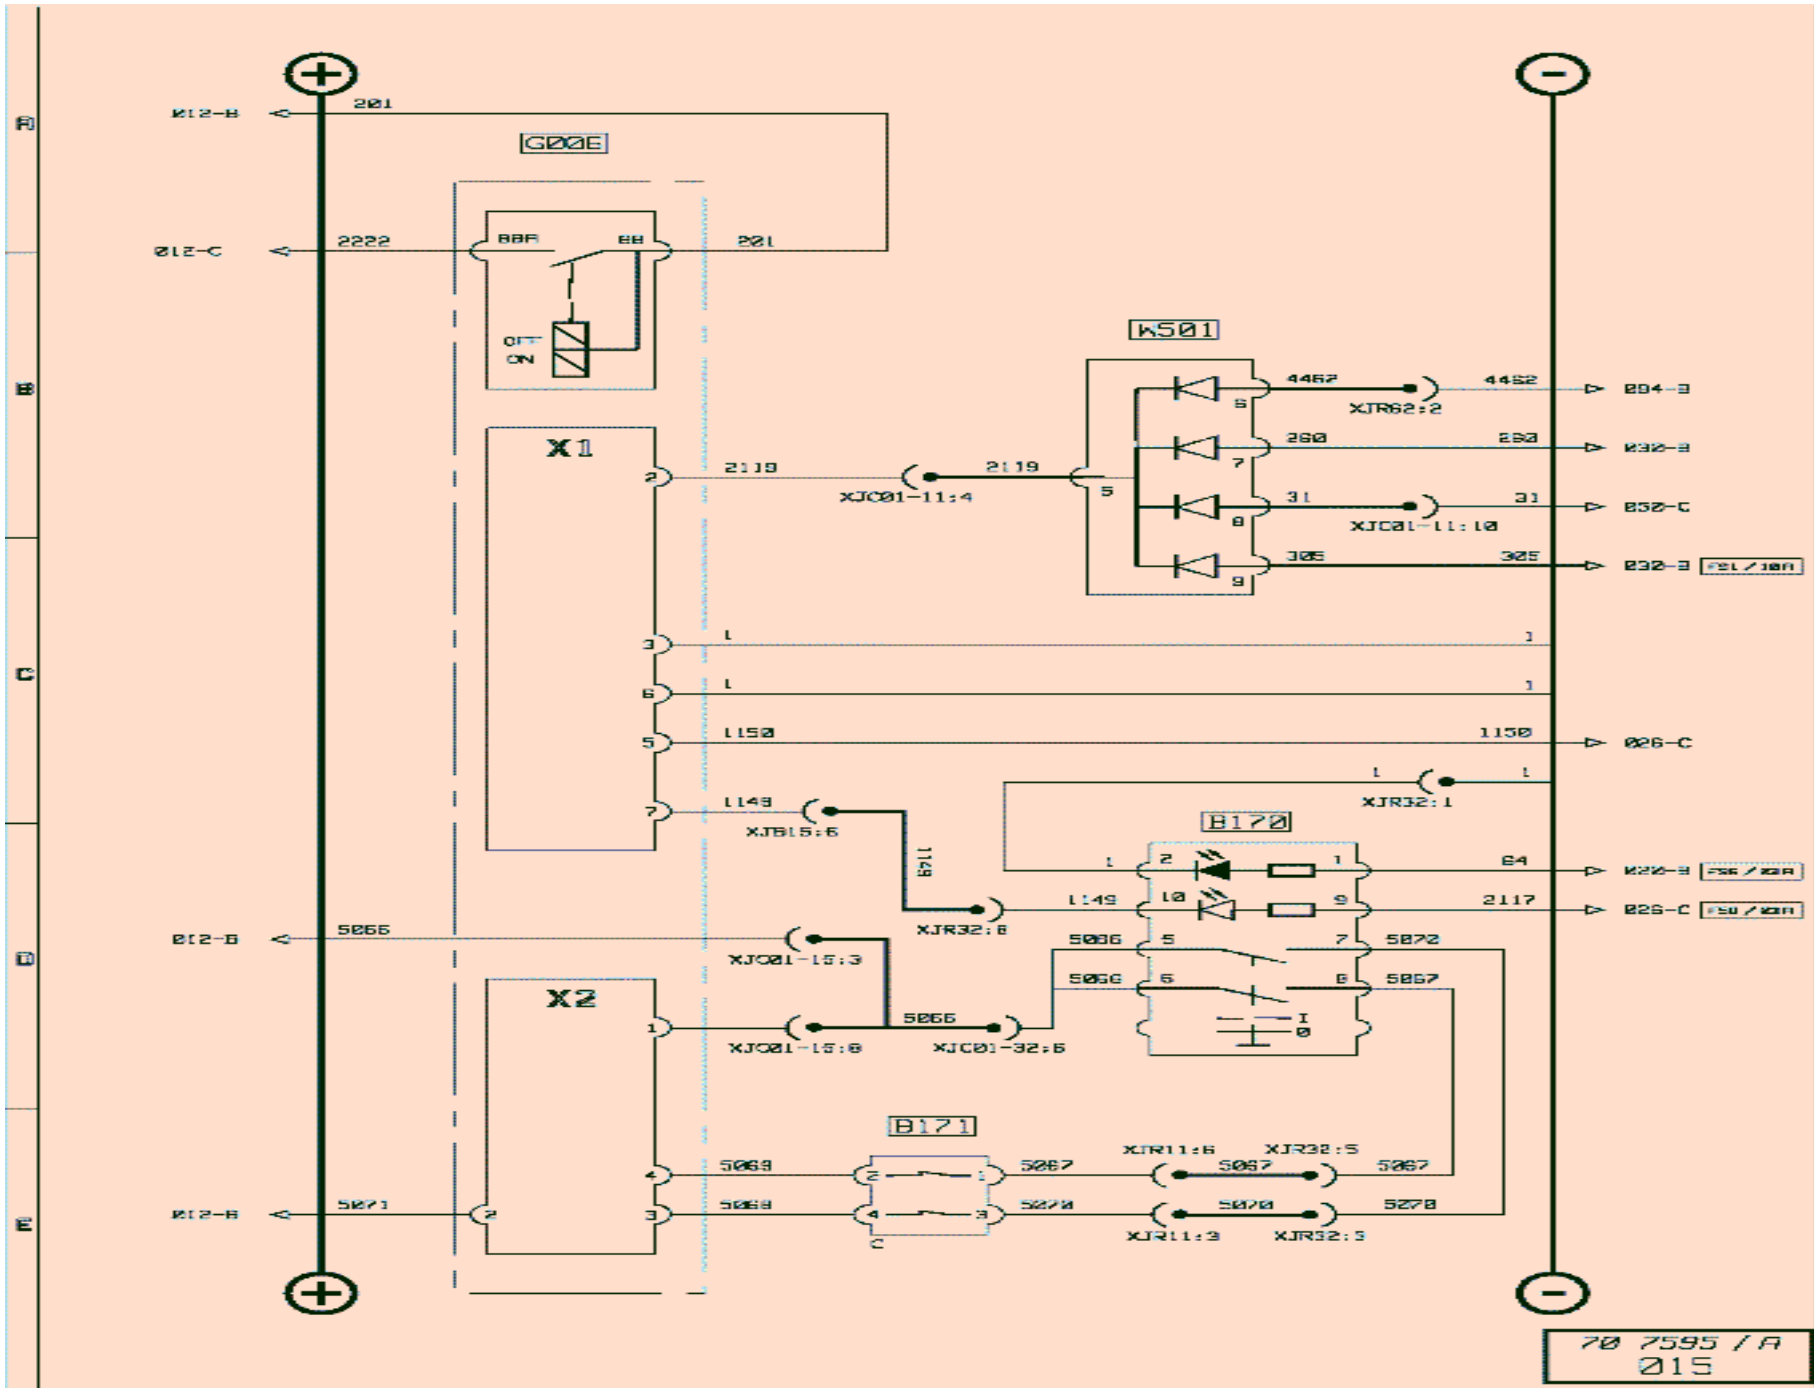 A
012-B 201
G00E
012-C 2222 88A 88 201
OFF
ON
W501
B
6 4462 4462 094-B
XJR62:2
X1
7 260 260 030-B
2 2119 2119 5
XJC01-11:4
8 31 31 050-C
XJC01-11:10
9 305 305 030-B
3 1 1
C
6 1 1
5 1150 1150 026-C
1 1
XJR32:1
7 1149
XJB15:6
B170
1149
1 2 1 64 020-B
1149 10 9 2117 026-C
XJR32:8
012-B 5066
XJC01-15:3
5066 5 7 5070
D
5066 6 8 5067
X2
1 5066
XJC01-15:8 XJC01-32:6
I
0
B171
XJR11:6 XJR32:5
4 5069 2 1 5067 5067 5067
E
012-B 5071 2 3 5068 4 3 5070 5070 5070
C
XJR11:3 XJR32:3
70 7595 / A
015